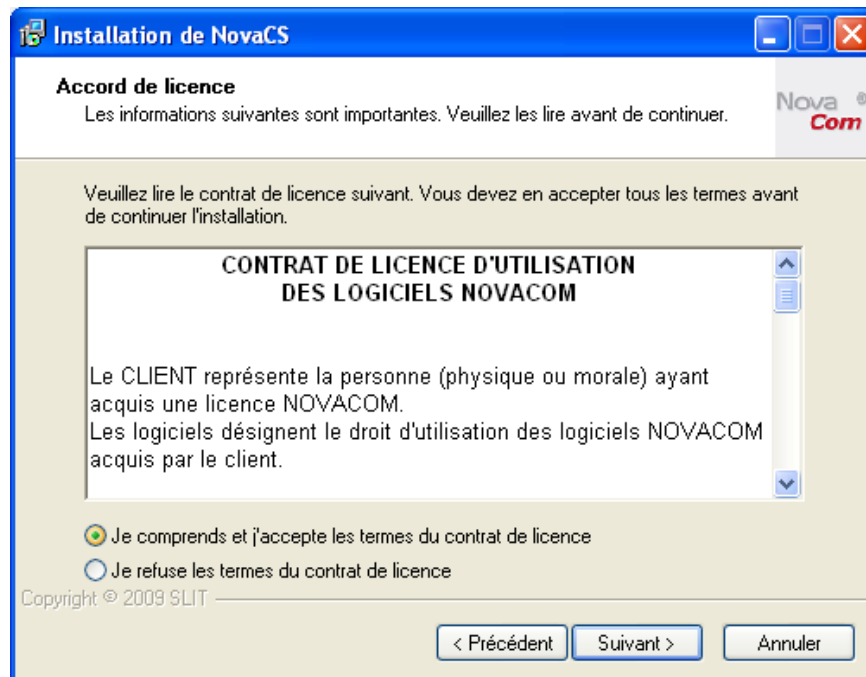 Installation de NovaCS
Accord de licence
Les informations suivantes sont importantes. Veuillez les lire avant de continuer.
Nova ®
Com
Veuillez lire le contrat de licence suivant. Vous devez en accepter tous les termes avant
de continuer l'installation.
CONTRAT DE LICENCE D'UTILISATION
DES LOGICIELS NOVACOM
Le CLIENT représente la personne (physique ou morale) ayant
acquis une licence NOVACOM.
Les logiciels désignent le droit d'utilisation des logiciels NOVACOM
acquis par le client.
Je comprends et j'accepte les termes du contrat de licence
Je refuse les termes du contrat de licence
Copyright © 2009 SLIT
< Précédent
Suivant >
Annuler